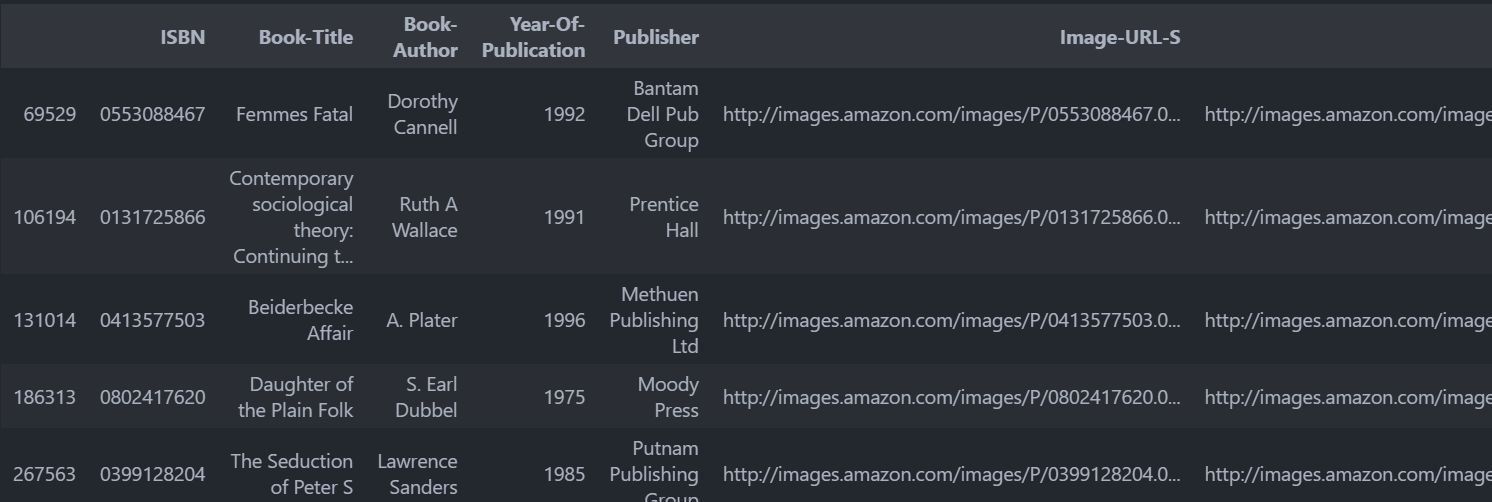 ISBN Book-Title Book-Author Year-Of-Publication Publisher Image-URL-S
69529 0553088467 Femmes Fatal Dorothy Cannell 1992 Bantam Dell Pub Group http://images.amazon.com/images/P/0553088467.0... http://images.amazon.com/image
106194 0131725866 Contemporary sociological theory: Continuing t... Ruth A Wallace 1991 Prentice Hall http://images.amazon.com/images/P/0131725866.0... http://images.amazon.com/image
131014 0413577503 Beiderbecke Affair A. Plater 1996 Methuen Publishing Ltd http://images.amazon.com/images/P/0413577503.0... http://images.amazon.com/image
186313 0802417620 Daughter of the Plain Folk S. Earl Dubbel 1975 Moody Press http://images.amazon.com/images/P/0802417620.0... http://images.amazon.com/image
267563 0399128204 The Seduction of Peter S Lawrence Sanders 1985 Putnam Publishing Group http://images.amazon.com/images/P/0399128204.0... http://images.amazon.com/image